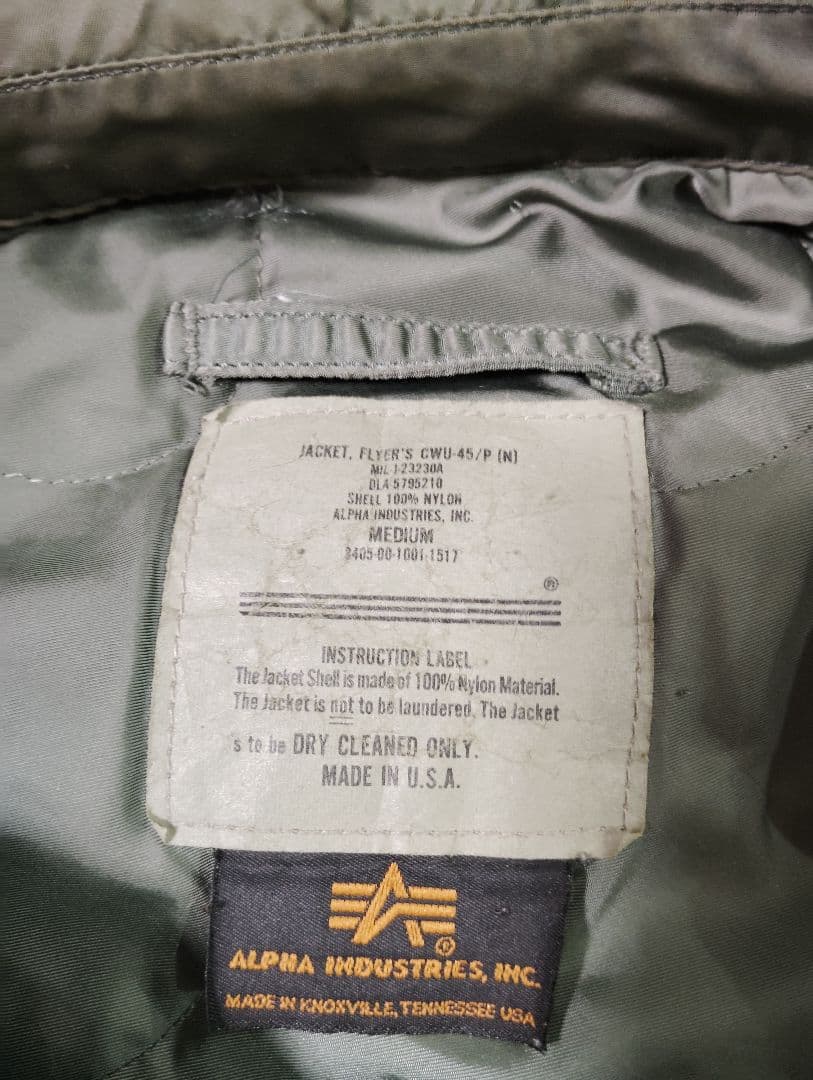 JACKET, FLYER'S CWU-45/P (N)
MIL-J-23230A
DLA 5795210
SHELL 100% NYLON
ALPHA INDUSTRIES, INC.
MEDIUM
8405-00-1001-1517
®
INSTRUCTION LABEL
The Jacket Shell is made of 100% Nylon Material.
The Jacket is not to be laundered. The Jacket
s to be DRY CLEANED ONLY.
MADE IN U.S.A.
®
ALPHA INDUSTRIES, INC.
MADE IN KNOXVILLE, TENNESSEE USA